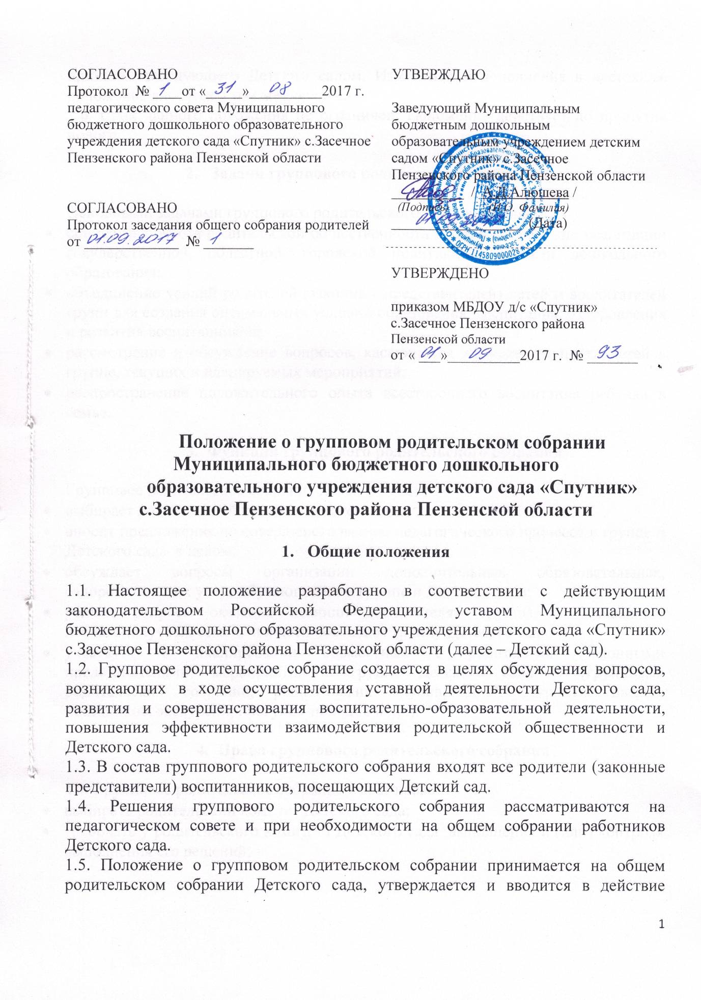 СОГЛАСОВАНО
Протокол № 1 от «31» 08 2017 г.
педагогического совета Муниципального
бюджетного дошкольного образовательного
учреждения детского сада «Спутник» с.Засечное
Пензенского района Пензенской области
СОГЛАСОВАНО
Протокол заседания общего собрания родителей
от 01.09.2017 № 1
УТВЕРЖДАЮ
Заведующий Муниципальным
бюджетным дошкольным
образовательным учреждением детским
садом «Спутник» с.Засечное
Пензенского района Пензенской области
/ А.Д.Алюшева /
(Подпись) (И.О. Фамилия)
01.09.2017 (Дата)
ОГРН 1145809000028
УТВЕРЖДЕНО
приказом МБДОУ д/с «Спутник»
с.Засечное Пензенского района
Пензенской области
от «01» 09 2017 г. № 93
Положение о групповом родительском собрании
Муниципального бюджетного дошкольного
образовательного учреждения детского сада «Спутник»
с.Засечное Пензенского района Пензенской области
1. Общие положения
1.1. Настоящее положение разработано в соответствии с действующим
законодательством Российской Федерации, уставом Муниципального
бюджетного дошкольного образовательного учреждения детского сада «Спутник»
с.Засечное Пензенского района Пензенской области (далее – Детский сад).
1.2. Групповое родительское собрание создается в целях обсуждения вопросов,
возникающих в ходе осуществления уставной деятельности Детского сада,
развития и совершенствования воспитательно-образовательной деятельности,
повышения эффективности взаимодействия родительской общественности и
Детского сада.
1.3. В состав группового родительского собрания входят все родители (законные
представители) воспитанников, посещающих Детский сад.
1.4. Решения группового родительского собрания рассматриваются на
педагогическом совете и при необходимости на общем собрании работников
Детского сада.
1.5. Положение о групповом родительском собрании принимается на общем
родительском собрании Детского сада, утверждается и вводится в действие
1